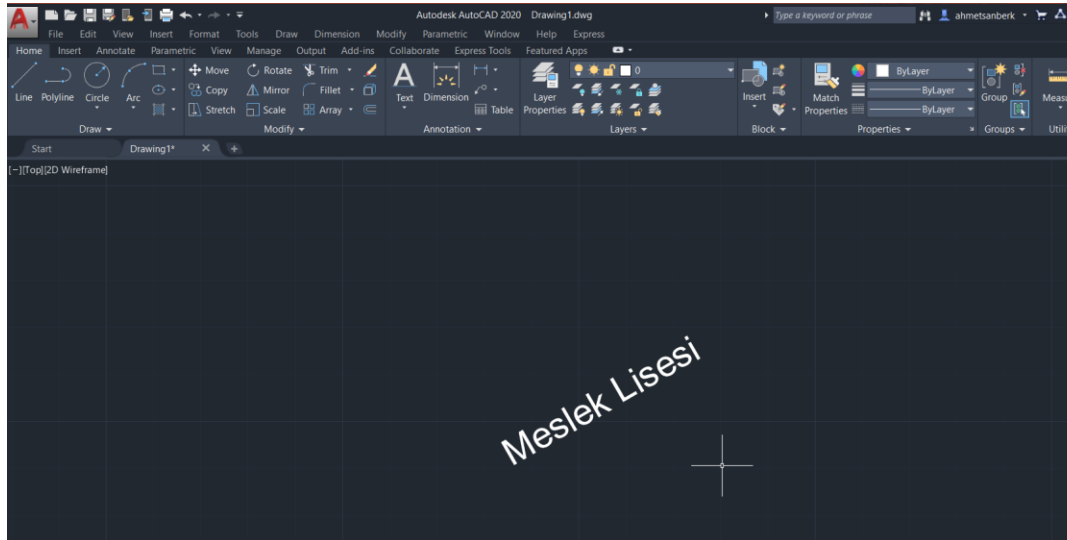 Autodesk AutoCAD 2020 Drawing1.dwg Type a keyword or phrase ahmetsanberk
File Edit View Insert Format Tools Draw Dimension Modify Parametric Window Help Express
Home Insert Annotate Parametric View Manage Output Add-ins Collaborate Express Tools Featured Apps
Move Rotate Trim 0 ByLayer
Line Polyline Circle Arc Copy Mirror Fillet Text Dimension Layer Properties Insert Match Properties ByLayer Group
Stretch Scale Array Table ByLayer
Draw Modify Annotation Layers Block Properties Groups
Start Drawing1* +
[−][Top][2D Wireframe]
Meslek Lisesi